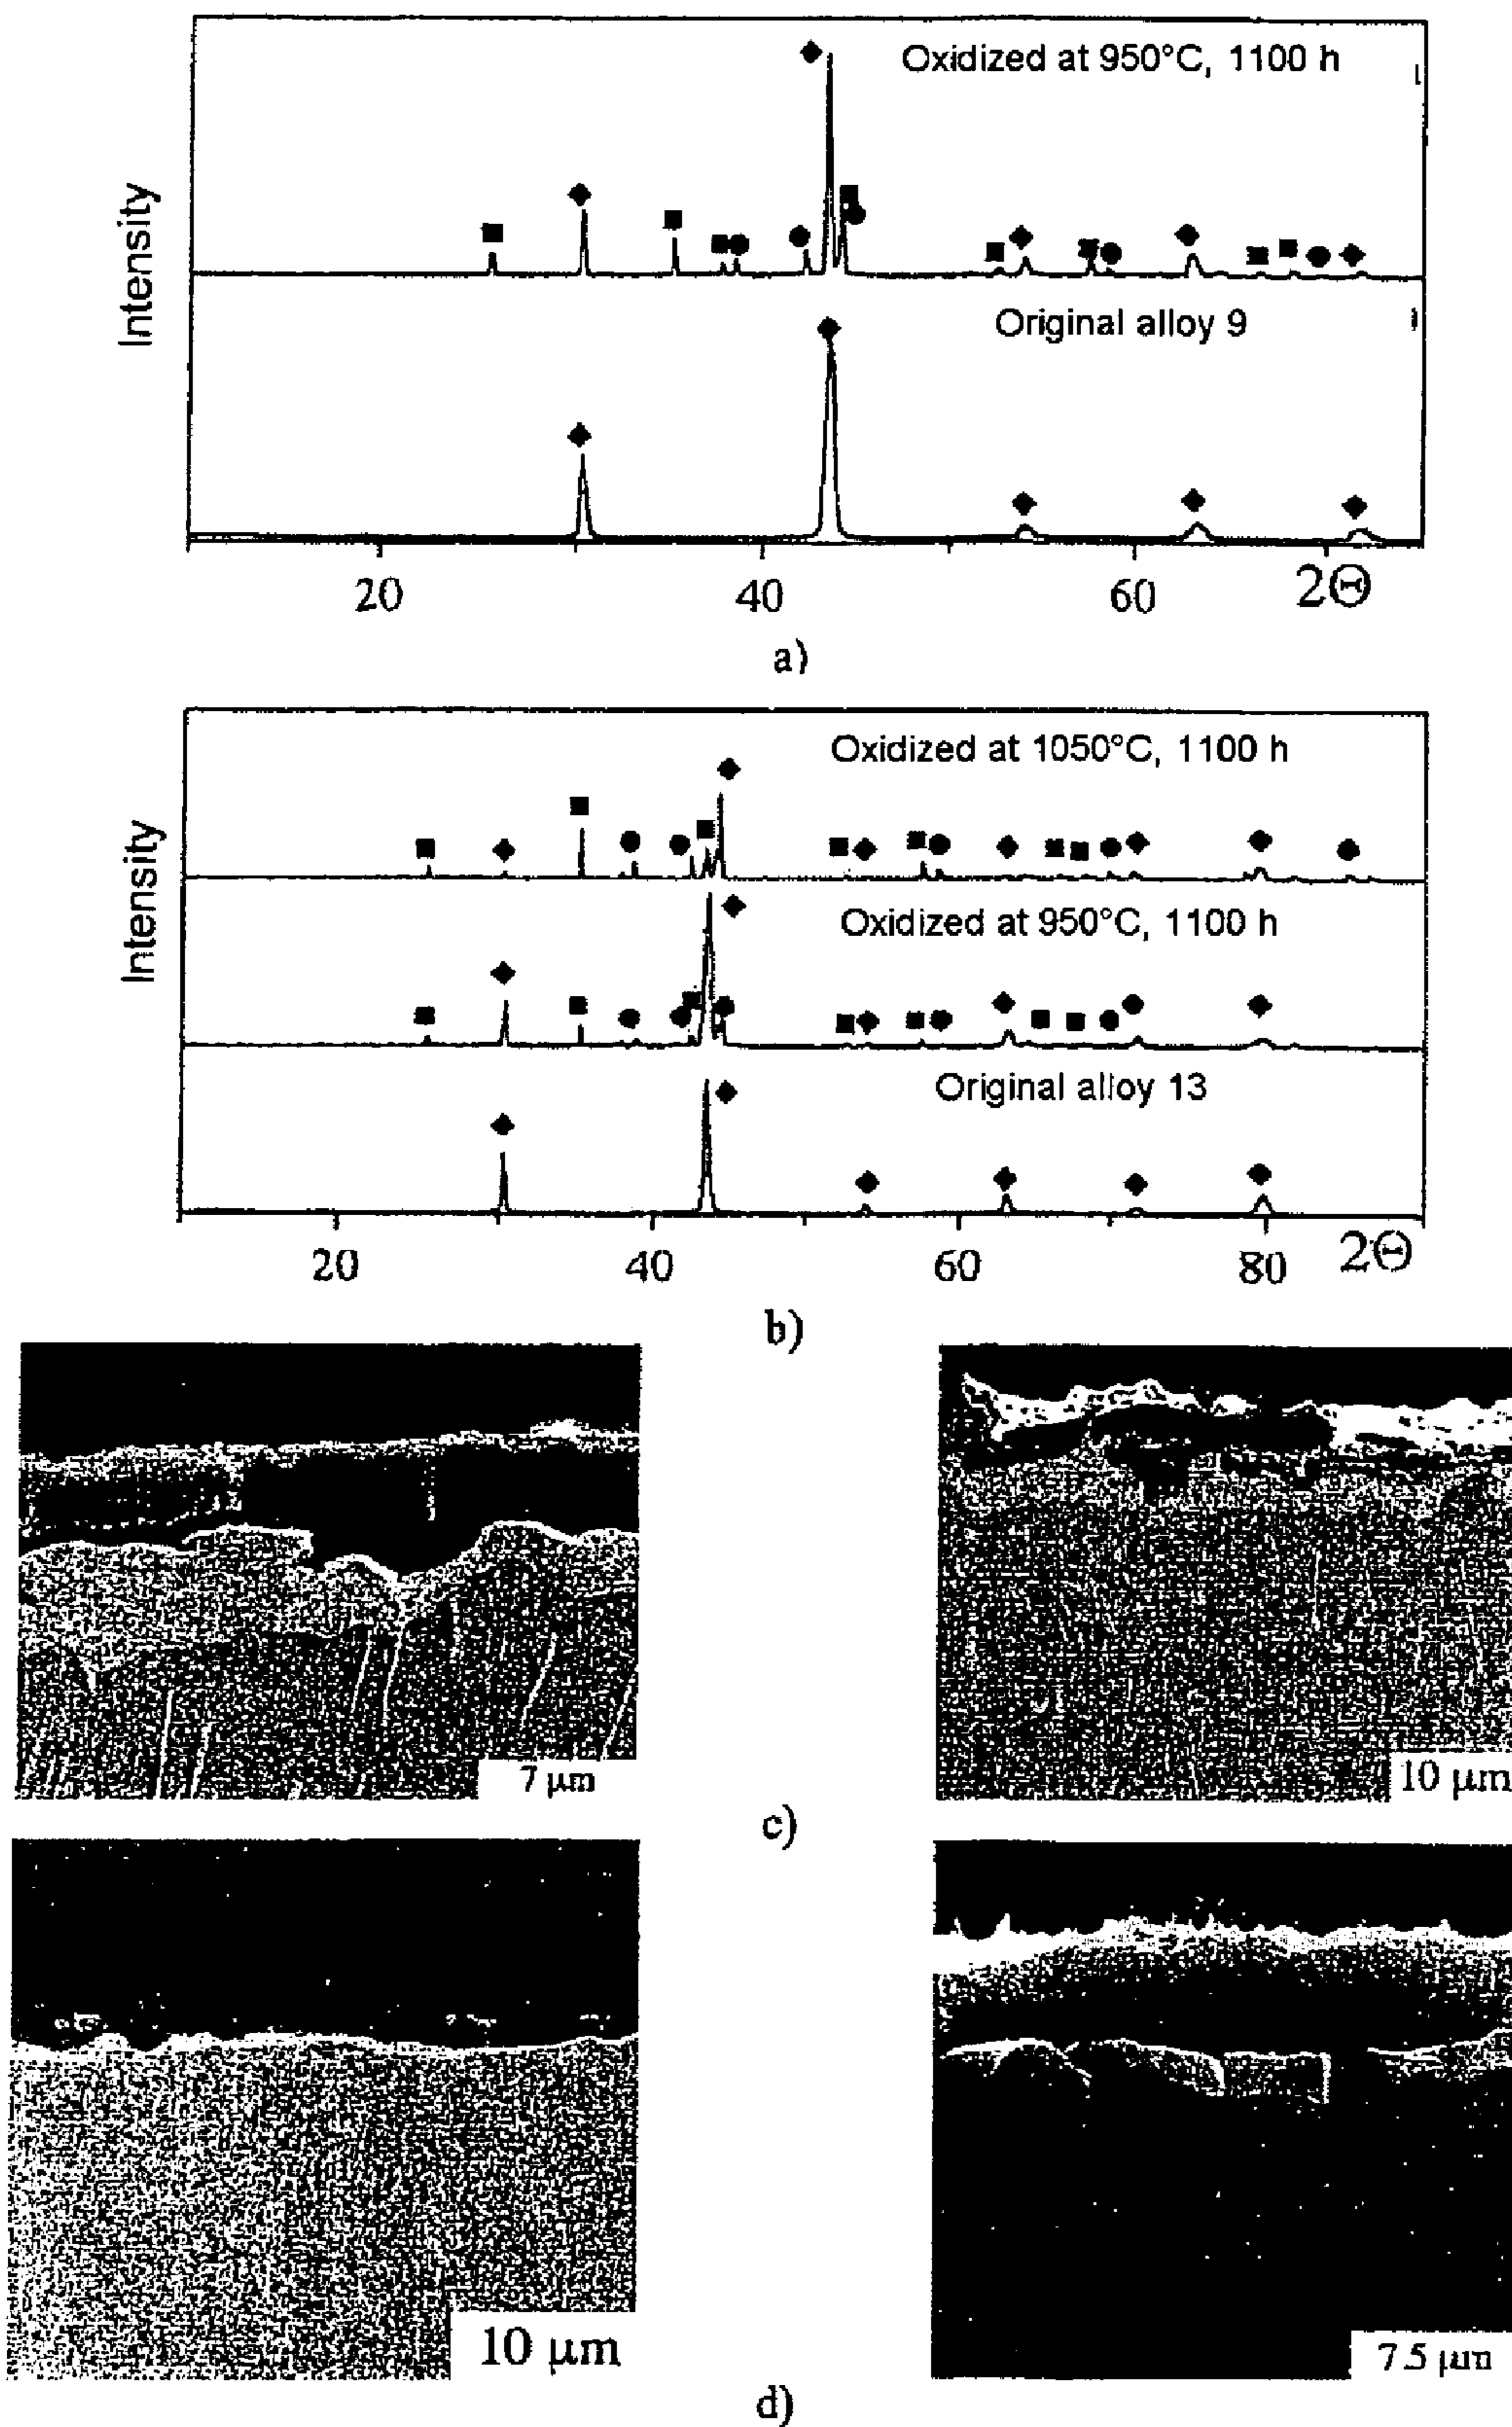 Oxidized at 950°C, 1100 h
Intensity
Original alloy 9
20
40
60
2Θ
a)
Oxidized at 1050°C, 1100 h
Intensity
Oxidized at 950°C, 1100 h
Original alloy 13
20
40
60
80
2Θ
b)
7 μm
10 μm
c)
10 μm
7.5 μm
d)